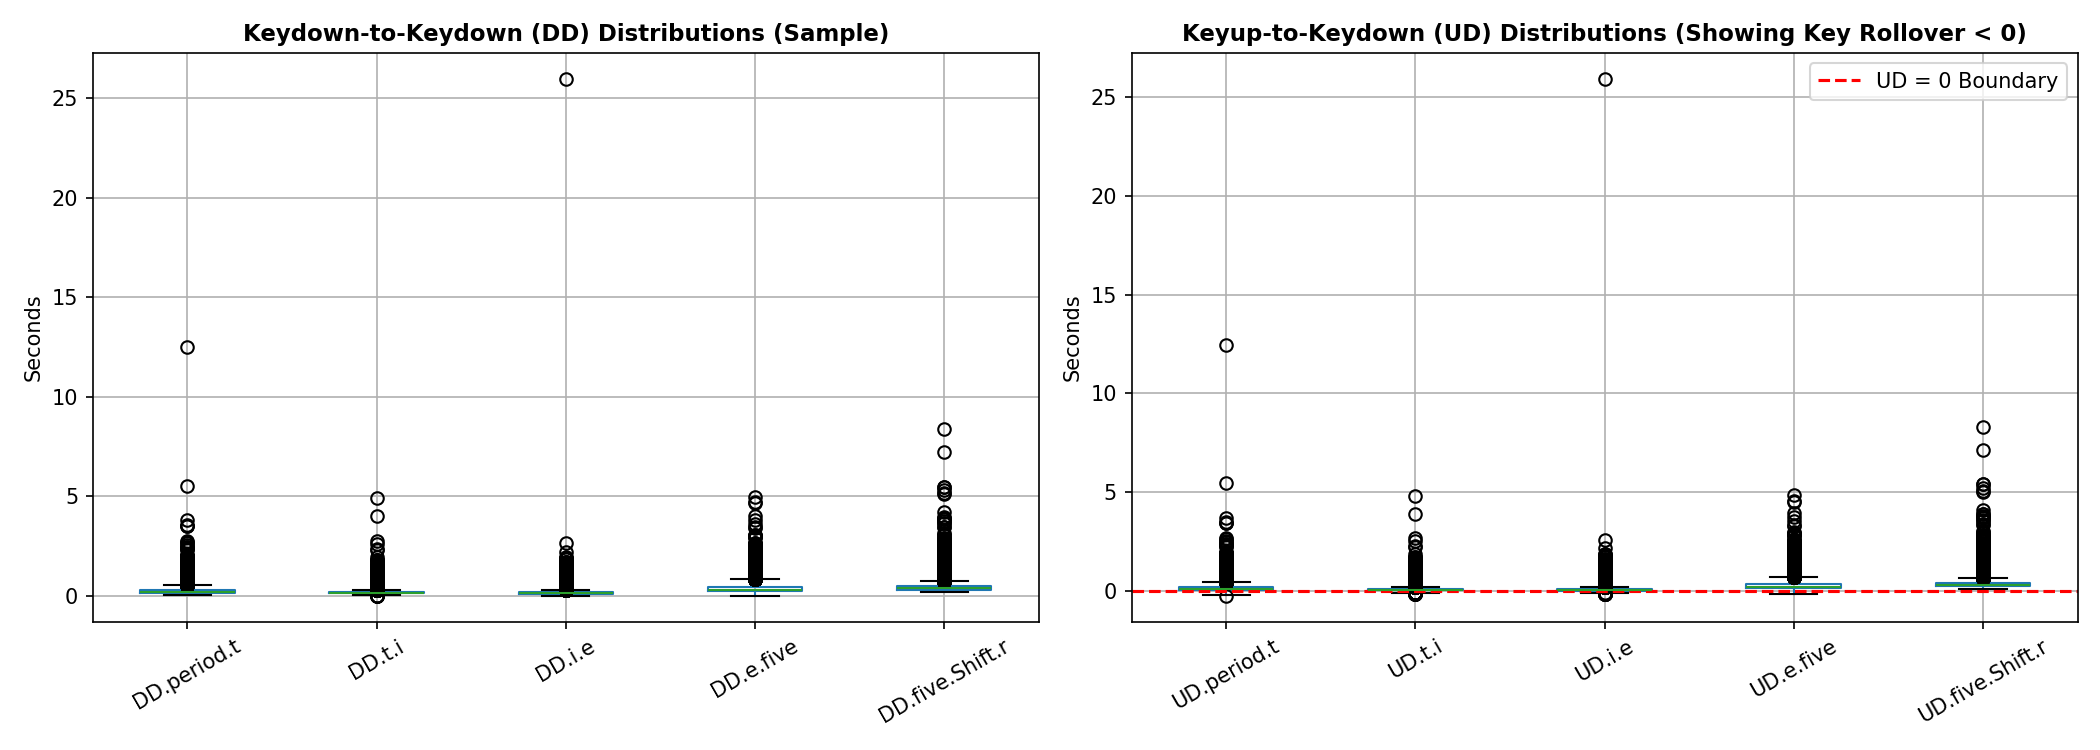 Keydown-to-Keydown (DD) Distributions (Sample)
Seconds
25
20
15
10
5
0
DD.period.t
DD.t.i
DD.i.e
DD.e.five
DD.five.Shift.r
Keyup-to-Keydown (UD) Distributions (Showing Key Rollover < 0)
UD = 0 Boundary
Seconds
25
20
15
10
5
0
UD.period.t
UD.t.i
UD.i.e
UD.e.five
UD.five.Shift.r